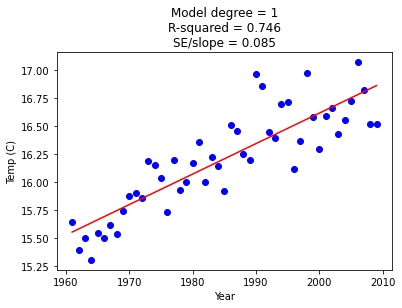 Model degree = 1
R-squared = 0.746
SE/slope = 0.085
17.00
16.75
16.50
16.25
16.00
15.75
15.50
15.25
Temp (C)
1960 1970 1980 1990 2000 2010
Year